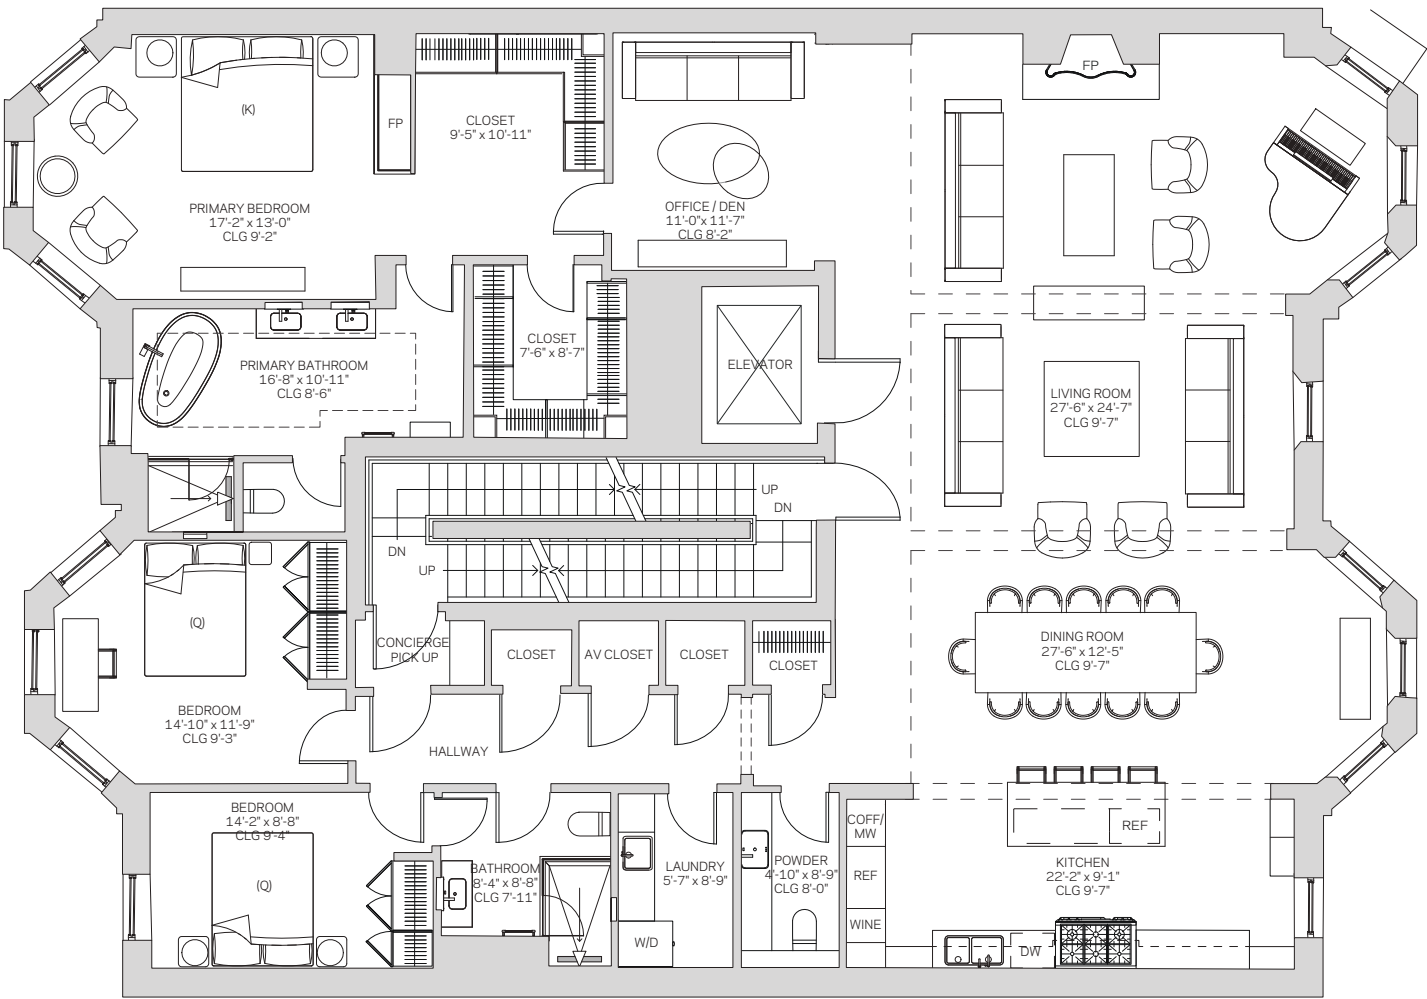 (K)
FP
CLOSET
9'-5" x 10'-11"
FP
PRIMARY BEDROOM
17'-2" x 13'-0"
CLG 9'-2"
OFFICE / DEN
11'-0"x 11'-7"
CLG 8'-2"
CLOSET
7'-6" x 8'-7"
PRIMARY BATHROOM
16'-8" x 10'-11"
CLG 8'-6"
ELEVATOR
LIVING ROOM
27'-6" x 24'-7"
CLG 9'-7"
UP
DN
DN
UP
(Q)
CONCIERGE
PICK UP
CLOSET
AV CLOSET
CLOSET
CLOSET
DINING ROOM
27'-6" x 12'-5"
CLG 9'-7"
BEDROOM
14'-10" x 11'-9"
CLG 9'-3"
HALLWAY
BEDROOM
14'-2" x 8'-8"
CLG 9'-4"
(Q)
BATHROOM
8'-4" x 8'-8"
CLG 7'-11"
LAUNDRY
5'-7" x 8'-9"
W/D
POWDER
4'-10" x 8'-9"
CLG 8'-0"
COFF/
MW
REF
WINE
REF
KITCHEN
22'-2" x 9'-1"
CLG 9'-7"
DW